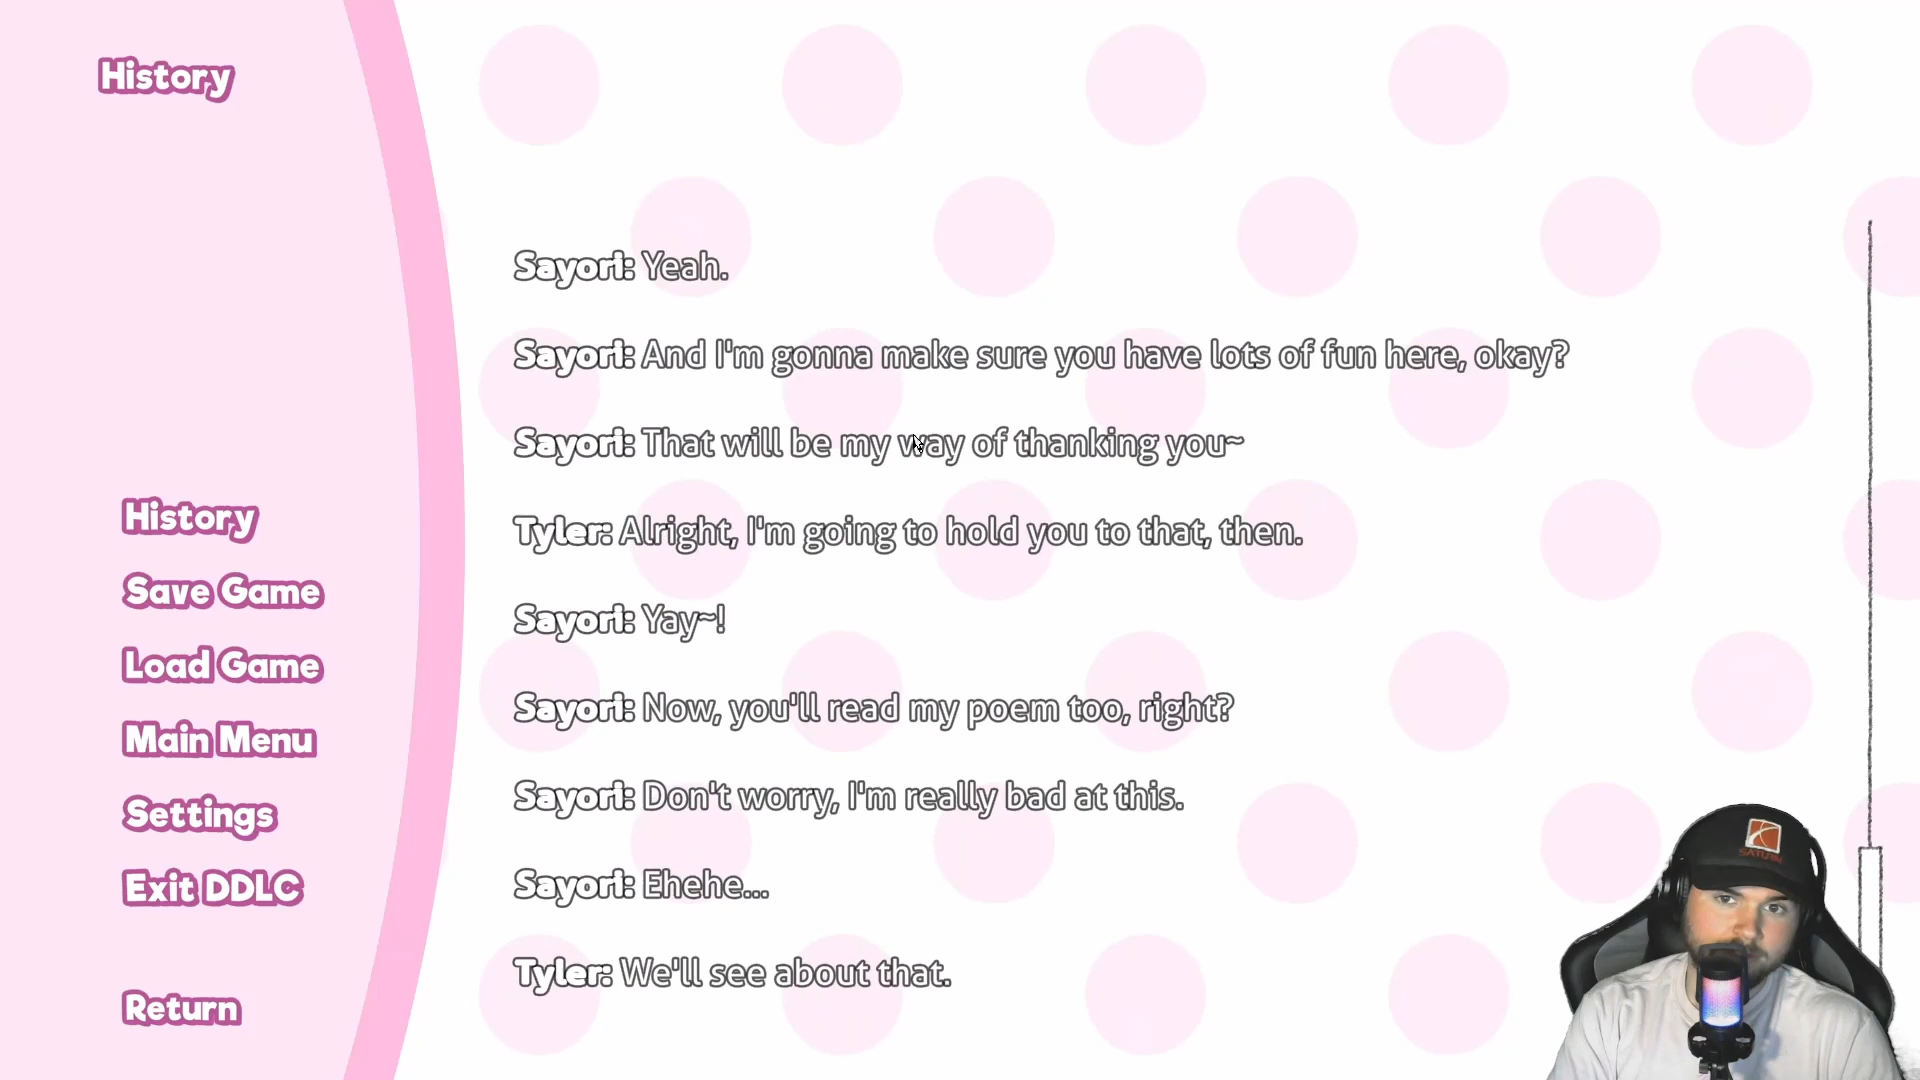 History
Sayori: Yeah.
Sayori: And I'm gonna make sure you have lots of fun here, okay?
Sayori: That will be my way of thanking you~
Tyler: Alright, I'm going to hold you to that, then.
Sayori: Yay~!
Sayori: Now, you'll read my poem too, right?
Sayori: Don't worry, I'm really bad at this.
Sayori: Ehehe...
Tyler: We'll see about that.
History
Save Game
Load Game
Main Menu
Settings
Exit DDLC
Return
SATURN